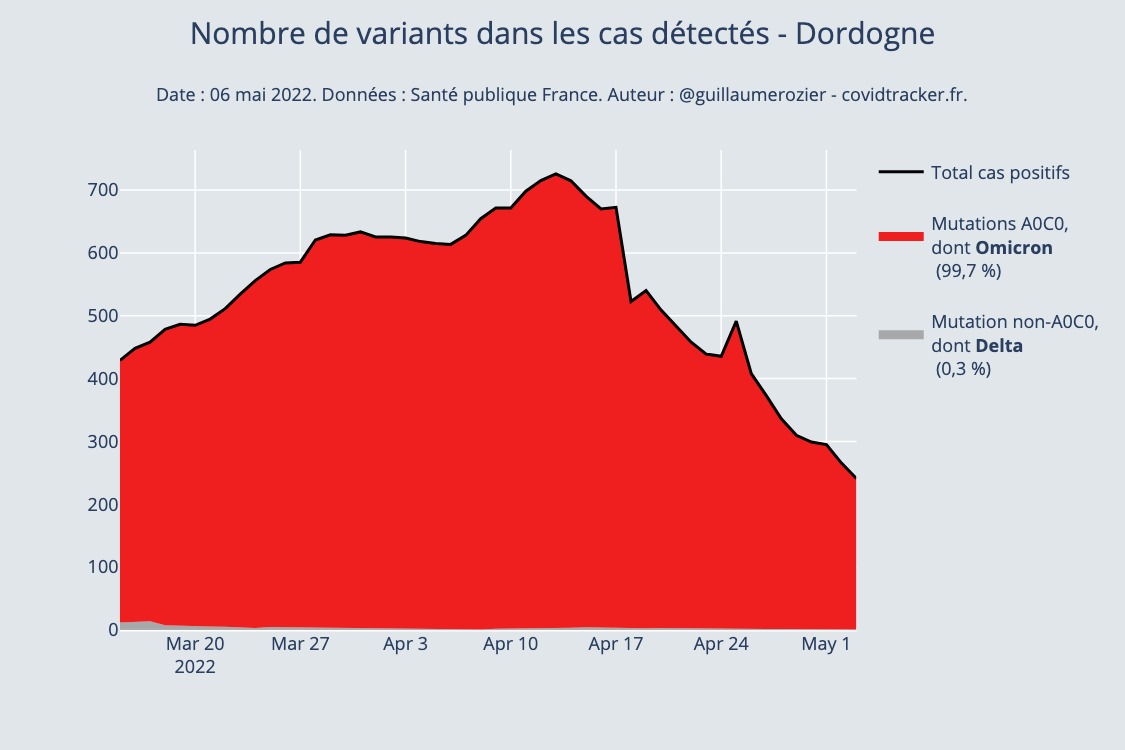 Nombre de variants dans les cas détectés - Dordogne
Date : 06 mai 2022. Données : Santé publique France. Auteur : @guillaumerozier - covidtracker.fr.
Total cas positifs
Mutations A0C0,
dont Omicron
(99,7 %)
Mutation non-A0C0,
dont Delta
(0,3 %)
700
600
500
400
300
200
100
0
Mar 20
2022
Mar 27
Apr 3
Apr 10
Apr 17
Apr 24
May 1